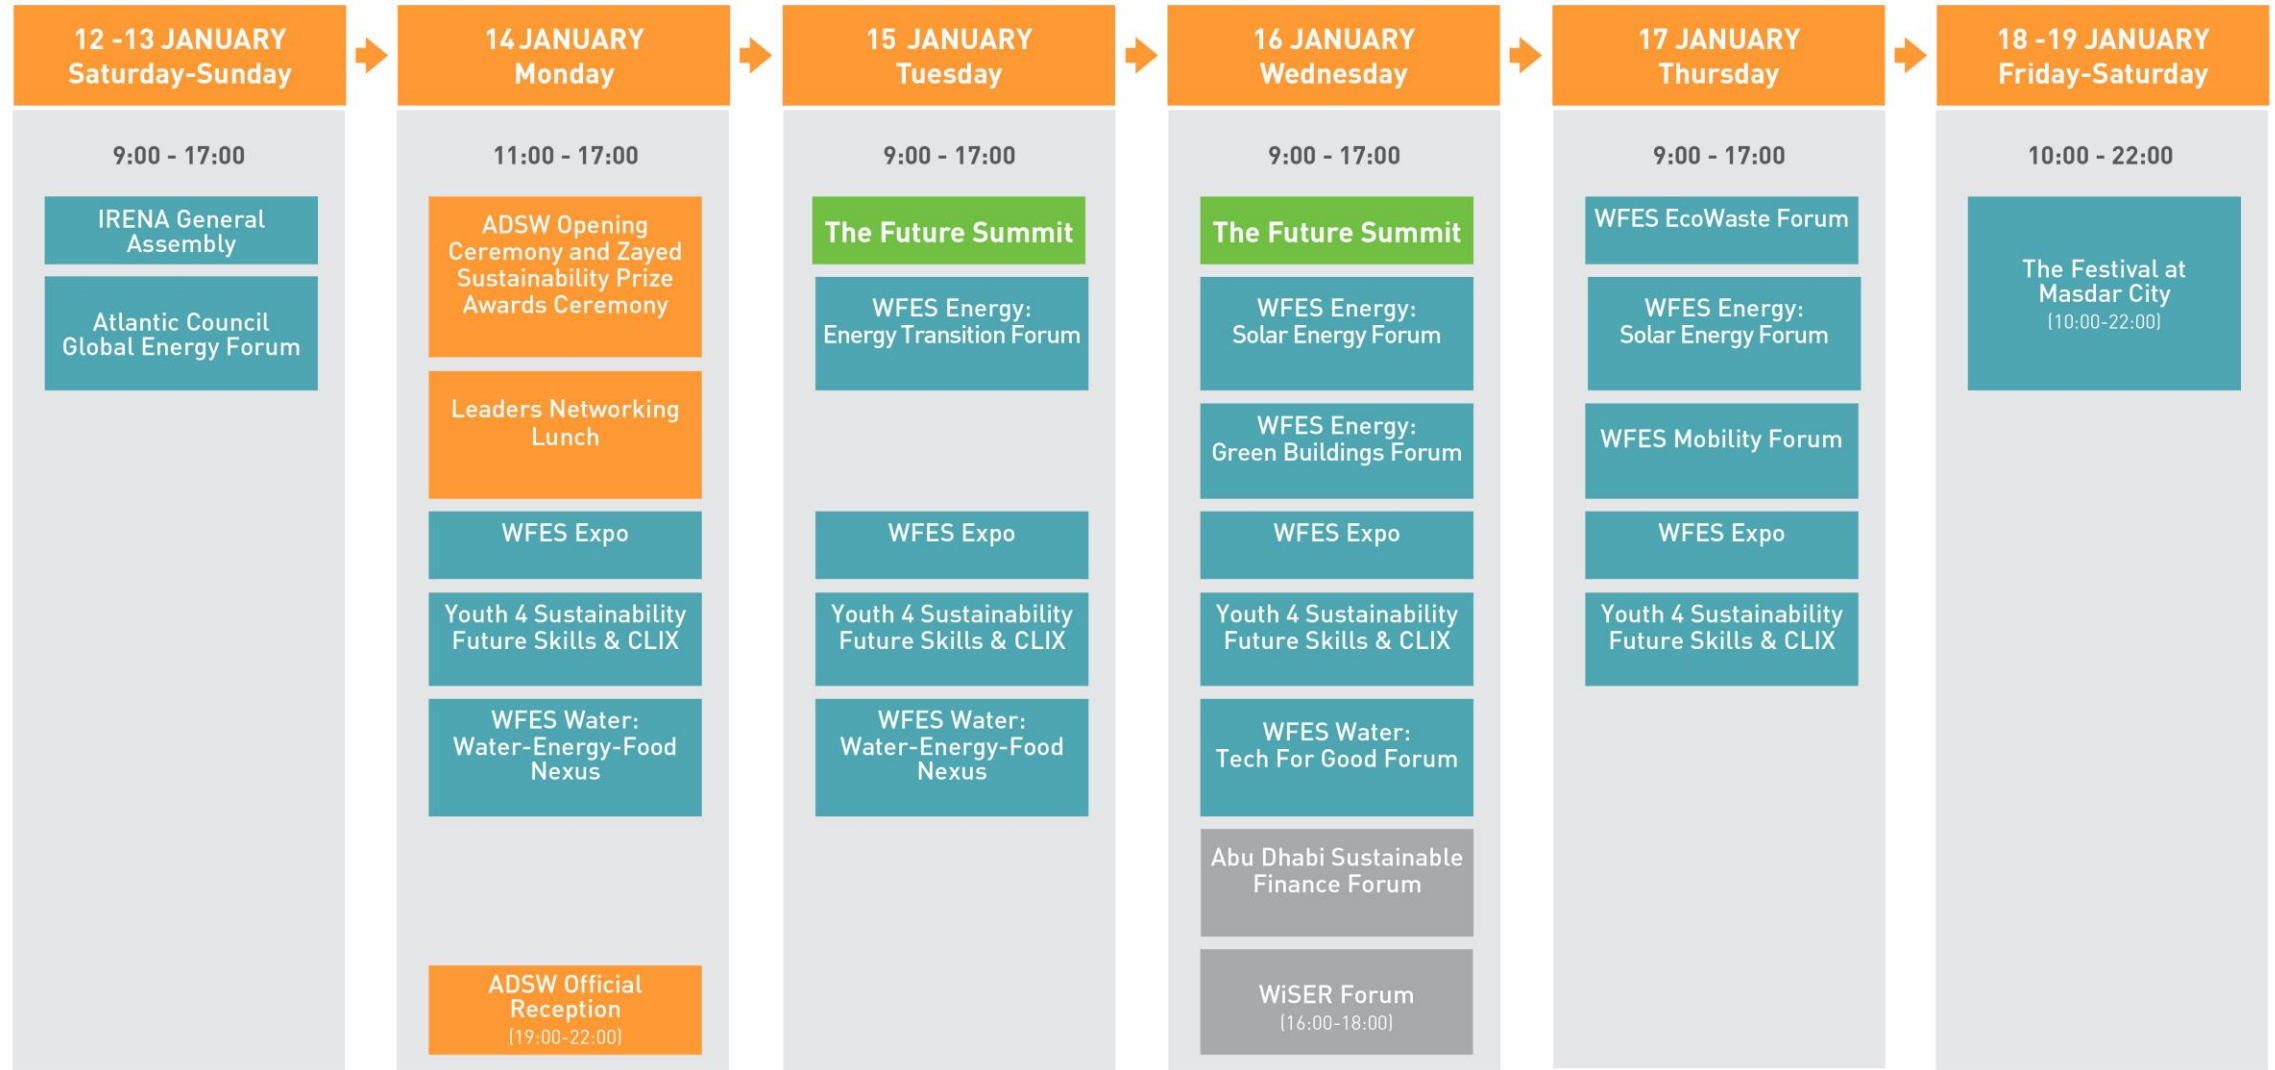 12 -13 JANUARY
Saturday-Sunday
9:00 - 17:00
IRENA General
Assembly
Atlantic Council
Global Energy Forum
14 JANUARY
Monday
11:00 - 17:00
ADSW Opening
Ceremony and Zayed
Sustainability Prize
Awards Ceremony
Leaders Networking
Lunch
WFES Expo
Youth 4 Sustainability
Future Skills & CLIX
WFES Water:
Water-Energy-Food
Nexus
ADSW Official
Reception
(19:00-22:00)
15 JANUARY
Tuesday
9:00 - 17:00
The Future Summit
WFES Energy:
Energy Transition Forum
WFES Expo
Youth 4 Sustainability
Future Skills & CLIX
WFES Water:
Water-Energy-Food
Nexus
16 JANUARY
Wednesday
9:00 - 17:00
The Future Summit
WFES Energy:
Solar Energy Forum
WFES Energy:
Green Buildings Forum
WFES Expo
Youth 4 Sustainability
Future Skills & CLIX
WFES Water:
Tech For Good Forum
Abu Dhabi Sustainable
Finance Forum
WiSER Forum
(16:00-18:00)
17 JANUARY
Thursday
9:00 - 17:00
WFES EcoWaste Forum
WFES Energy:
Solar Energy Forum
WFES Mobility Forum
WFES Expo
Youth 4 Sustainability
Future Skills & CLIX
18 -19 JANUARY
Friday-Saturday
10:00 - 22:00
The Festival at
Masdar City
(10:00-22:00)